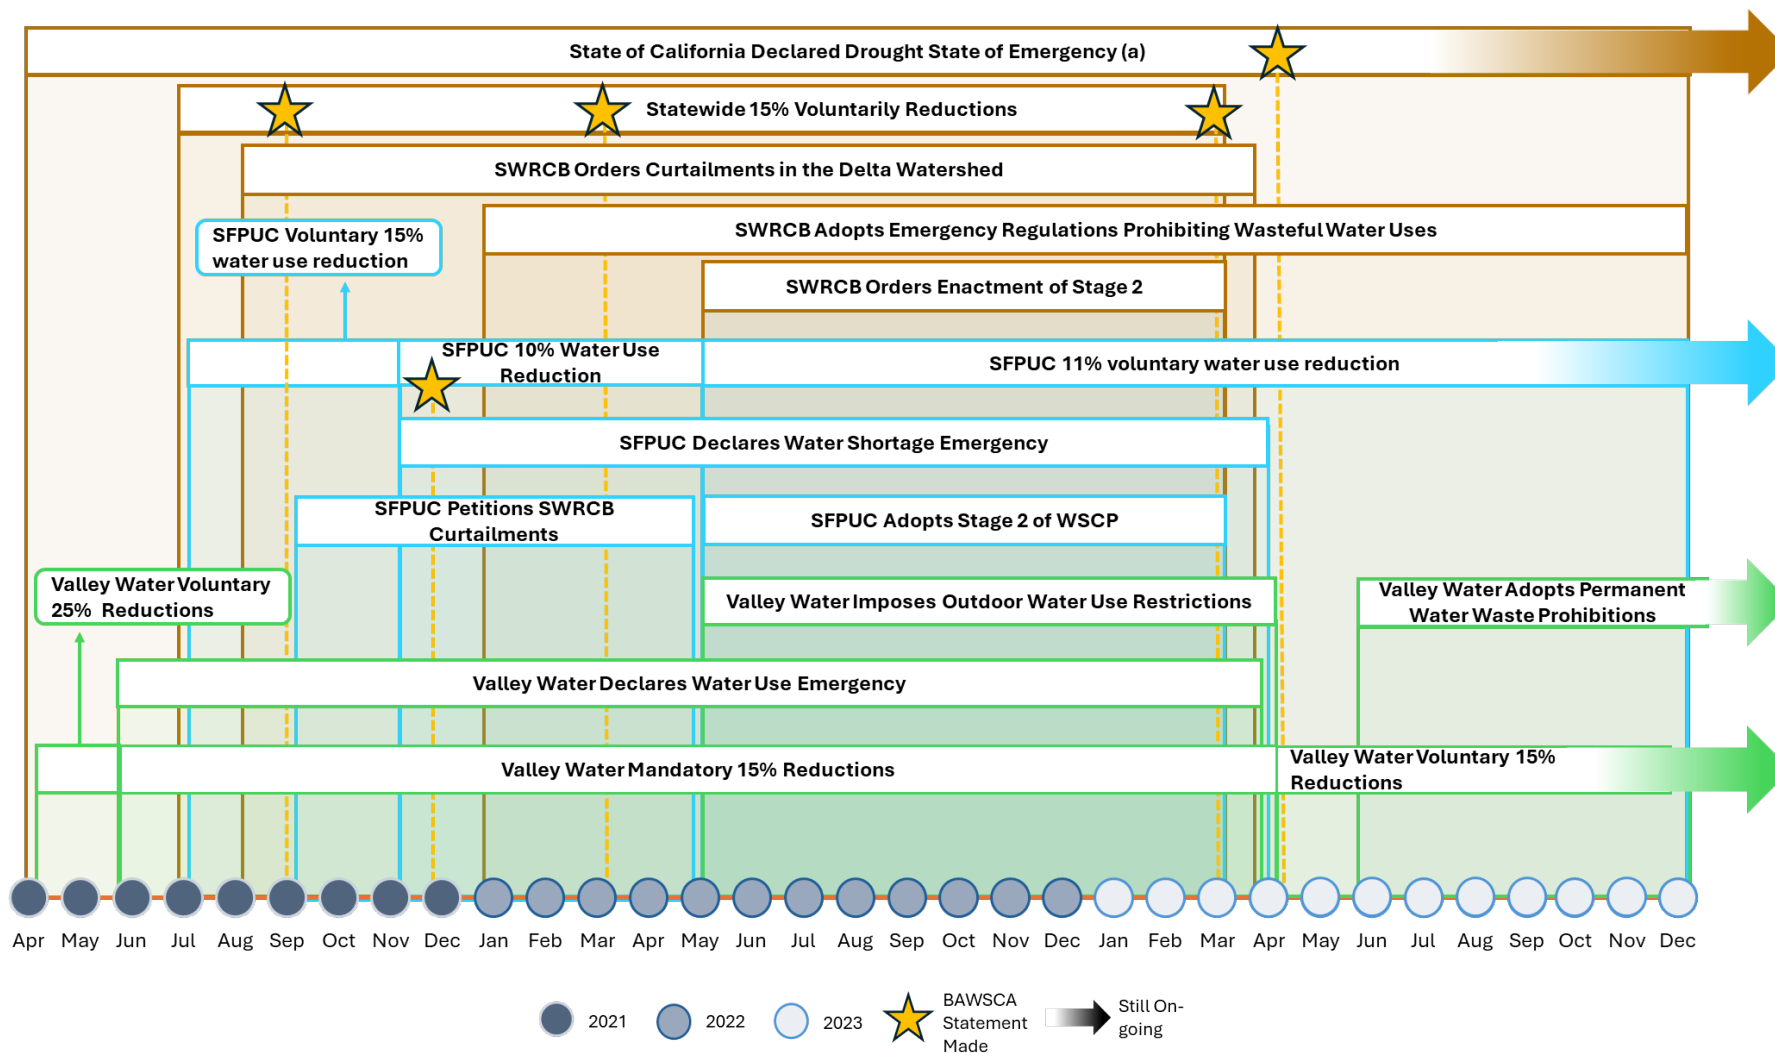 State of California Declared Drought State of Emergency (a)
Statewide 15% Voluntarily Reductions
SWRCB Orders Curtailments in the Delta Watershed
SWRCB Adopts Emergency Regulations Prohibiting Wasteful Water Uses
SFPUC Voluntary 15%
water use reduction
SWRCB Orders Enactment of Stage 2
SFPUC 10% Water Use
Reduction
SFPUC 11% voluntary water use reduction
SFPUC Declares Water Shortage Emergency
SFPUC Petitions SWRCB
Curtailments
SFPUC Adopts Stage 2 of WSCP
Valley Water Voluntary
25% Reductions
Valley Water Imposes Outdoor Water Use Restrictions
Valley Water Adopts Permanent
Water Waste Prohibitions
Valley Water Declares Water Use Emergency
Valley Water Mandatory 15% Reductions
Valley Water Voluntary 15%
Reductions
Apr May Jun Jul Aug Sep Oct Nov Dec Jan Feb Mar Apr May Jun Jul Aug Sep Oct Nov Dec Jan Feb Mar Apr May Jun Jul Aug Sep Oct Nov Dec
2021
2022
2023
BAWSCA
Statement
Made
Still On-
going